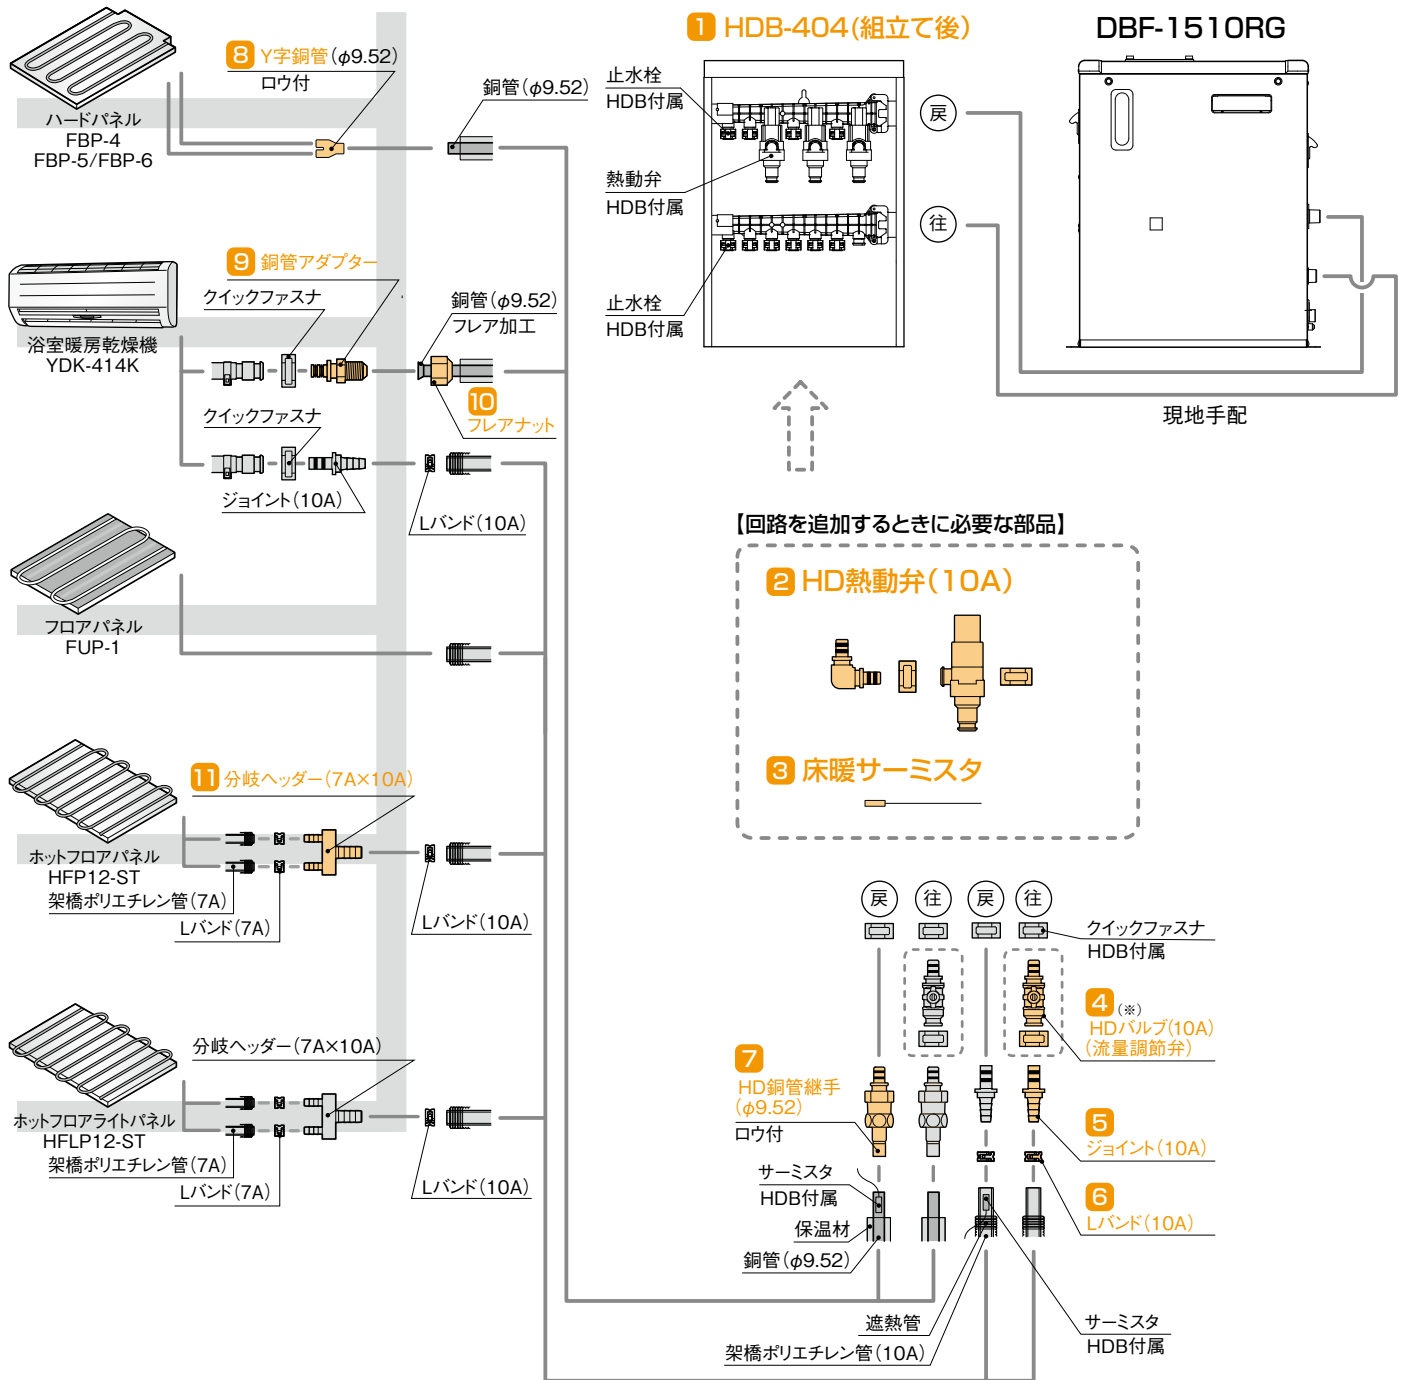 1 HDB-404(組立て後)
DBF-1510RG
8 Y字銅管(φ9.52)
ロウ付
銅管(φ9.52)
ハードパネル
FBP-4
FBP-5/FBP-6
止水栓
HDB付属
戻
熱動弁
HDB付属
往
止水栓
HDB付属
現地手配
9 銅管アダプター
クイックファスナ
銅管(φ9.52)
フレア加工
浴室暖房乾燥機
YDK-414K
10
フレアナット
クイックファスナ
ジョイント(10A)
Lバンド(10A)
フロアパネル
FUP-1
【回路を追加するときに必要な部品】
2 HD熱動弁(10A)
3 床暖サーミスタ
11 分岐ヘッダー(7A×10A)
ホットフロアパネル
HFP12-ST
架橋ポリエチレン管(7A)
Lバンド(7A)
Lバンド(10A)
分岐ヘッダー(7A×10A)
ホットフロアライトパネル
HFLP12-ST
架橋ポリエチレン管(7A)
Lバンド(7A)
Lバンド(10A)
戻 往 戻 往
クイックファスナ
HDB付属
4 (※)
HDバルブ(10A)
(流量調節弁)
7
HD銅管継手
(φ9.52)
ロウ付
5
ジョイント(10A)
サーミスタ
HDB付属
6
Lバンド(10A)
保温材
銅管(φ9.52)
遮熱管
架橋ポリエチレン管(10A)
サーミスタ
HDB付属